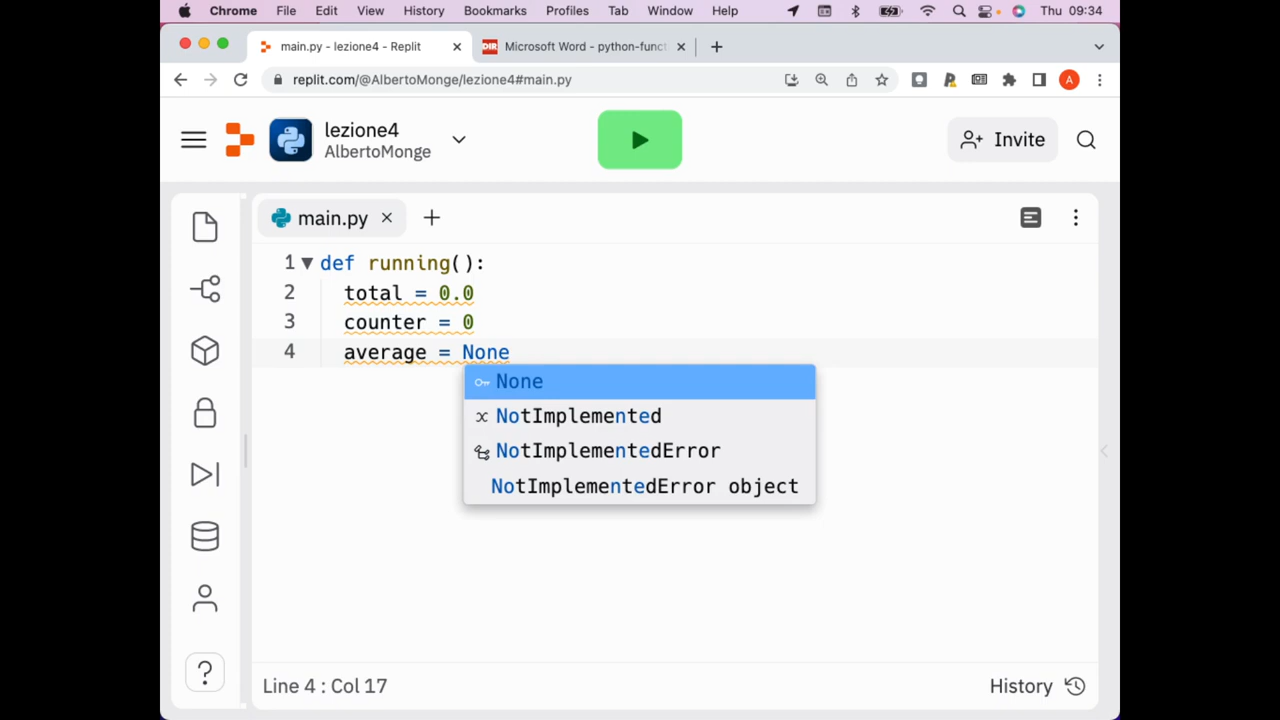 Chrome File Edit View History Bookmarks Profiles Tab Window Help Thu 09:34
main.py - lezione4 - Replit Microsoft Word - python-funct
replit.com/@AlbertoMonge/lezione4#main.py A
lezione4
AlbertoMonge
Invite
main.py
1 def running():
2 total = 0.0
3 counter = 0
4 average = None
None
NotImplemented
NotImplementedError
NotImplementedError object
?
Line 4 : Col 17 History